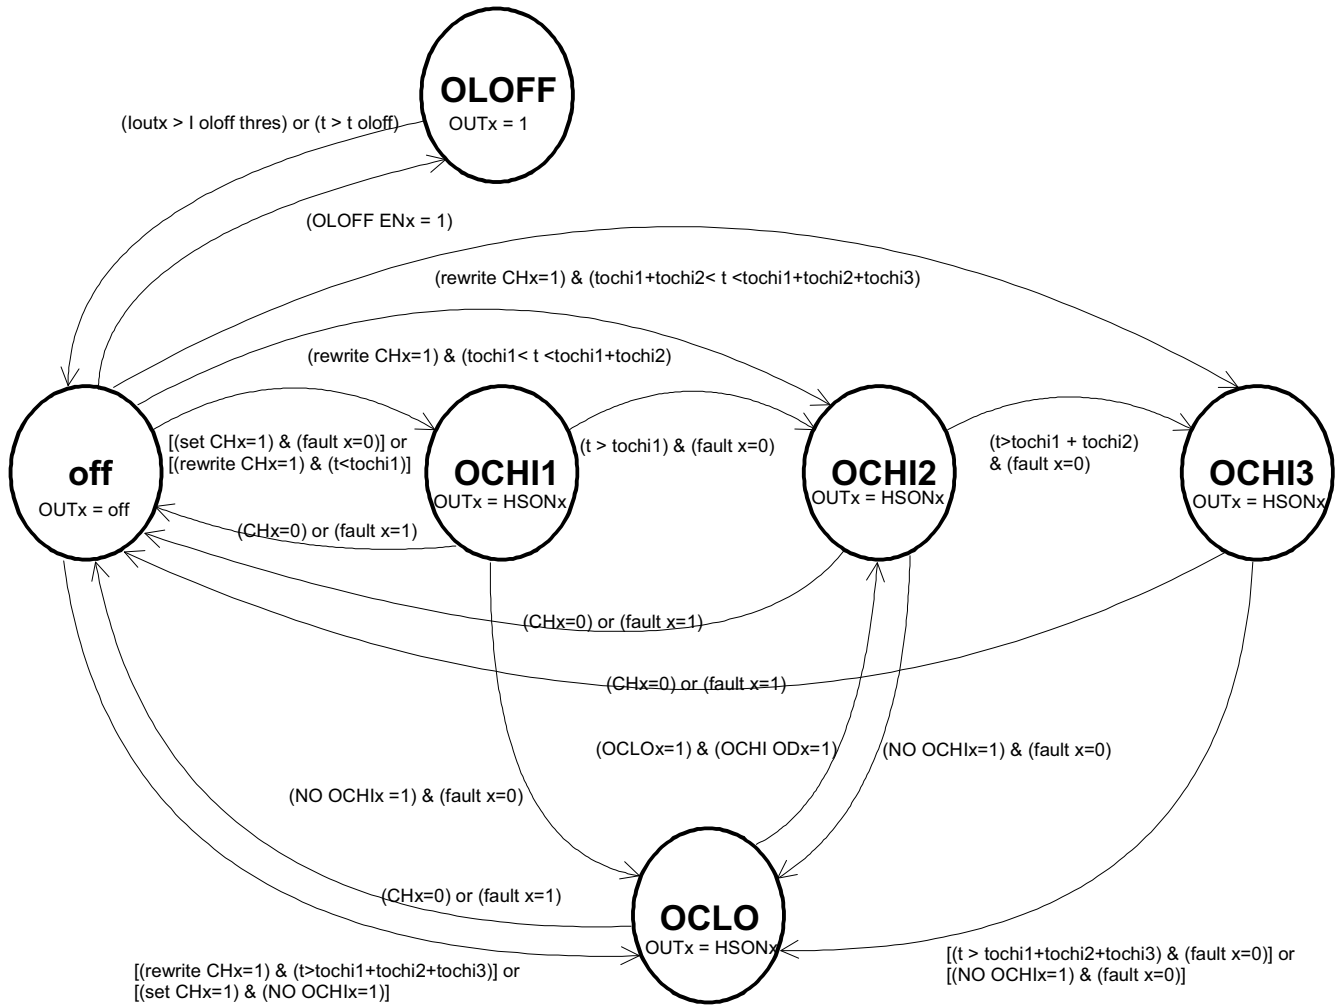 OLOFF
OUTx = 1
(Ioutx > I oloff thres) or (t > t oloff)
(OLOFF ENx = 1)
(rewrite CHx=1) & (tochi1+tochi2< t <tochi1+tochi2+tochi3)
(rewrite CHx=1) & (tochi1< t <tochi1+tochi2)
[(set CHx=1) & (fault x=0)] or
[(rewrite CHx=1) & (t<tochi1)]
(t > tochi1) & (fault x=0)
(t>tochi1 + tochi2)
& (fault x=0)
off
OUTx = off
OCHI1
OUTx = HSONx
OCHI2
OUTx = HSONx
OCHI3
OUTx = HSONx
(CHx=0) or (fault x=1)
(CHx=0) or (fault x=1)
(CHx=0) or (fault x=1)
(OCLOx=1) & (OCHI ODx=1)
(NO OCHIx=1) & (fault x=0)
(NO OCHIx =1) & (fault x=0)
(CHx=0) or (fault x=1)
OCLO
OUTx = HSONx
[(rewrite CHx=1) & (t>tochi1+tochi2+tochi3)] or
[(set CHx=1) & (NO OCHIx=1)]
[(t > tochi1+tochi2+tochi3) & (fault x=0)] or
[(NO OCHIx=1) & (fault x=0)]